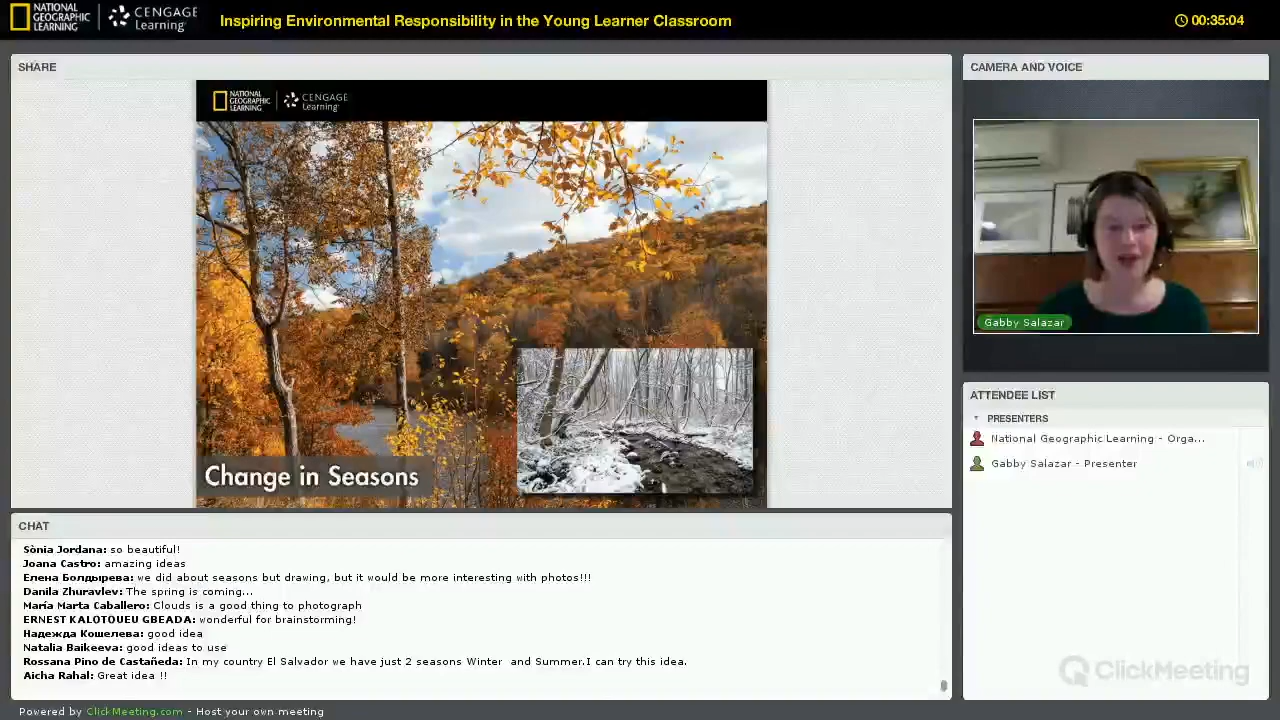 NATIONAL GEOGRAPHIC LEARNING
CENGAGE Learning
Inspiring Environmental Responsibility in the Young Learner Classroom
00:35:04
SHARE
NATIONAL GEOGRAPHIC LEARNING
CENGAGE Learning
Change in Seasons
CAMERA AND VOICE
Gabby Salazar
ATTENDEE LIST
PRESENTERS
National Geographic Learning - Orga...
Gabby Salazar - Presenter
CHAT
Sònia Jordana: so beautiful!
Joana Castro: amazing ideas
Елена Болдырева: we did about seasons but drawing, but it would be more interesting with photos!!!
Danila Zhuravlev: The spring is coming...
María Marta Caballero: Clouds is a good thing to photograph
ERNEST KALOTOUEU GBEADA: wonderful for brainstorming!
Надежда Кошелева: good idea
Natalia Baikeeva: good ideas to use
Rossana Pino de Castañeda: In my country El Salvador we have just 2 seasons Winter and Summer.I can try this idea.
Aicha Rahal: Great idea !!
ClickMeeting
Powered by ClickMeeting.com - Host your own meeting